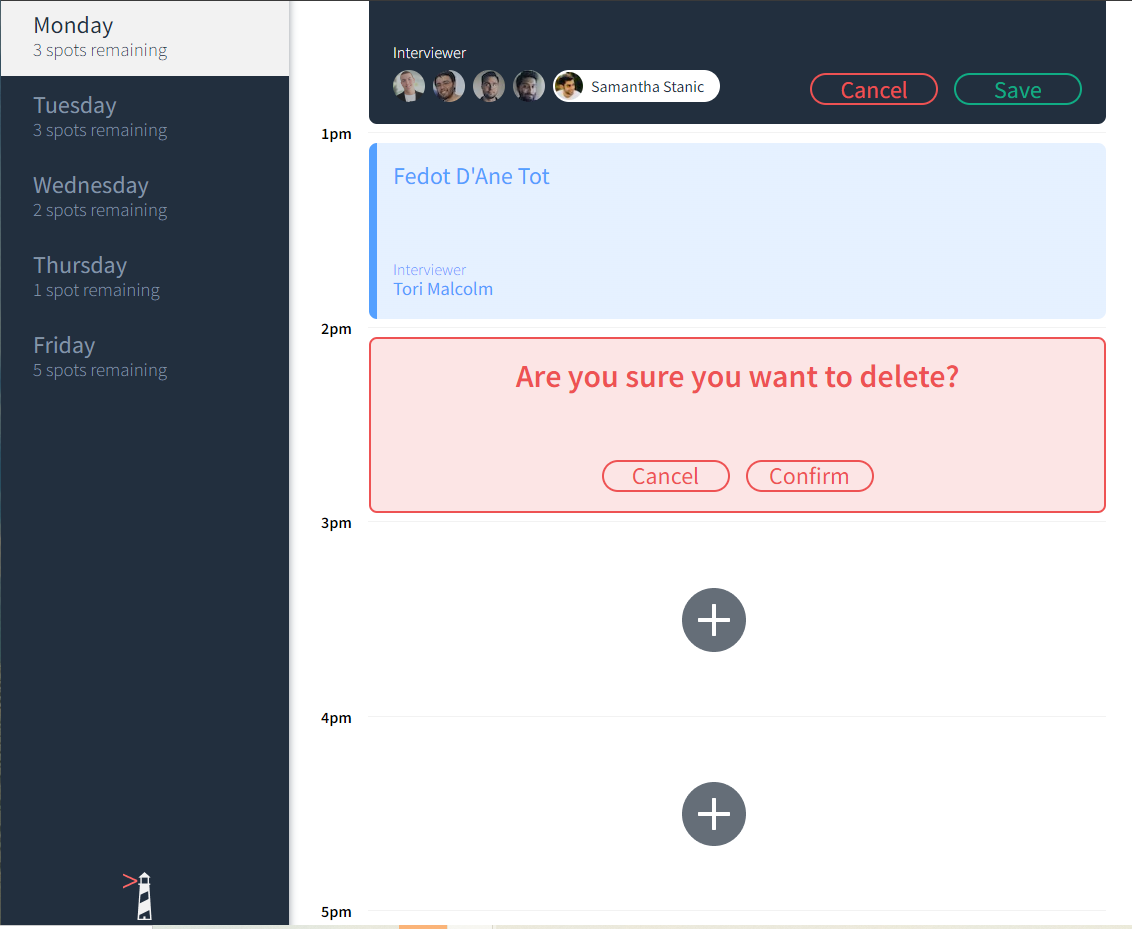 Monday
3 spots remaining
Tuesday
3 spots remaining
Wednesday
2 spots remaining
Thursday
1 spot remaining
Friday
5 spots remaining
Interviewer
Samantha Stanic
Cancel
Save
1pm
Fedot D'Ane Tot
Interviewer
Tori Malcolm
2pm
Are you sure you want to delete?
Cancel
Confirm
3pm
4pm
5pm